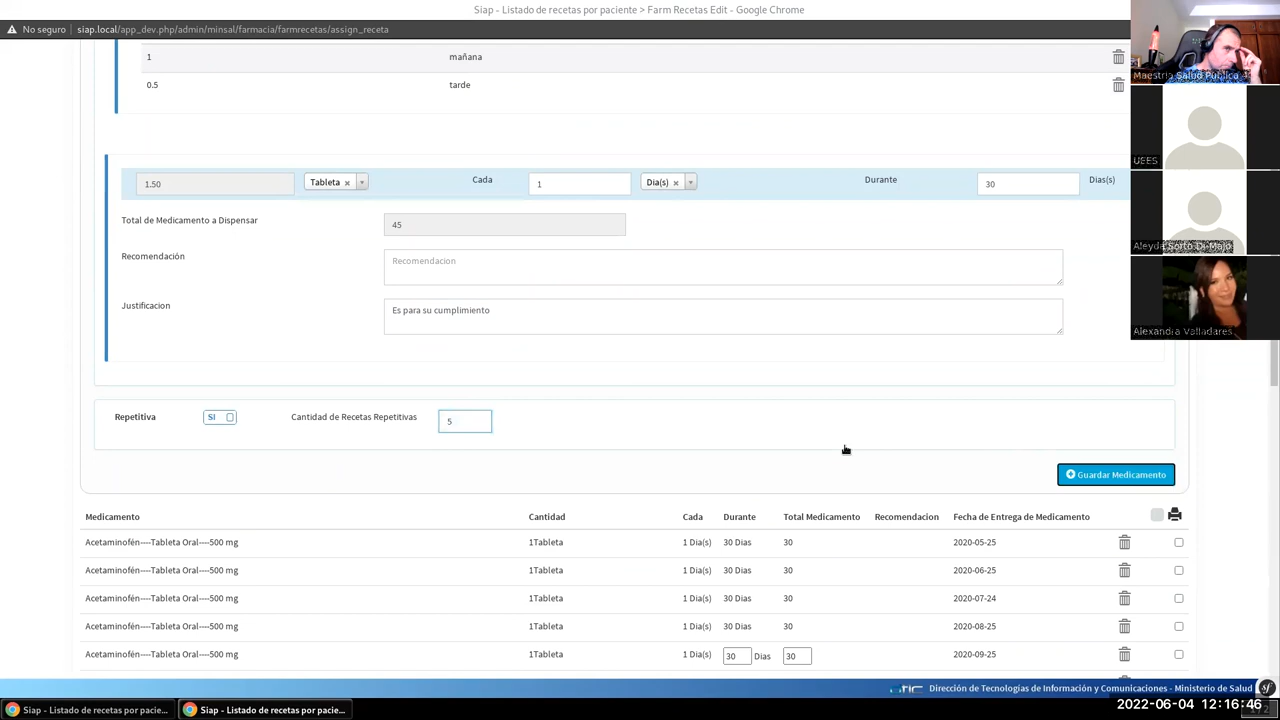 Siap - Listado de recetas por paciente > Farm Recetas Edit - Google Chrome
No seguro siap.local/app_dev.php/admin/minsal/farmacia/farmrecetas/assign_receta
1 mañana
0.5 tarde
Maestria Salud Publica
UEES
Aleyda Sorto Di Majo
Alexandra Valladares
1.50 Tableta × Cada 1 Dia(s) × Durante 30 Dias(s)
Total de Medicamento a Dispensar 45
Recomendación Recomendacion
Justificacion Es para su cumplimiento
Repetitiva SI Cantidad de Recetas Repetitivas 5
Guardar Medicamento
Medicamento Cantidad Cada Durante Total Medicamento Recomendacion Fecha de Entrega de Medicamento
Acetaminofén----Tableta Oral----500 mg 1Tableta 1 Dia(s) 30 Dias 30 2020-05-25
Acetaminofén----Tableta Oral----500 mg 1Tableta 1 Dia(s) 30 Dias 30 2020-06-25
Acetaminofén----Tableta Oral----500 mg 1Tableta 1 Dia(s) 30 Dias 30 2020-07-24
Acetaminofén----Tableta Oral----500 mg 1Tableta 1 Dia(s) 30 Dias 30 2020-08-25
Acetaminofén----Tableta Oral----500 mg 1Tableta 1 Dia(s) 30 Dias 30 2020-09-25
Dirección de Tecnologías de Información y Comunicaciones - Ministerio de Salud sf
Siap - Listado de recetas por pacie... Siap - Listado de recetas por pacie...
2022-06-04 12:16:46